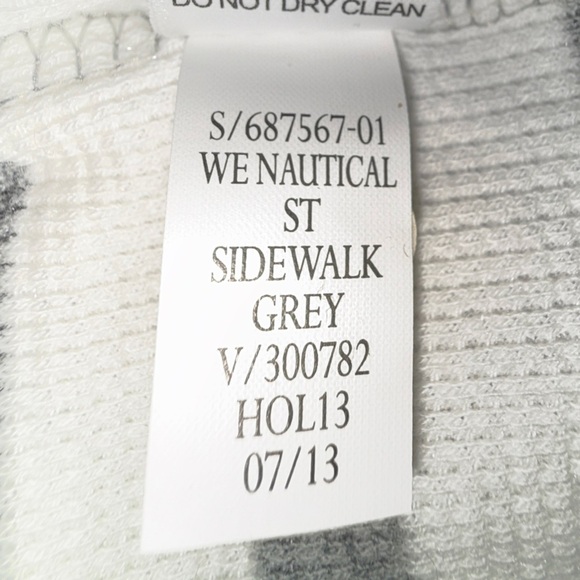 DO NOT DRY CLEAN
S/687567-01
WE NAUTICAL
ST
SIDEWALK
GREY
V/300782
HOL13
07/13